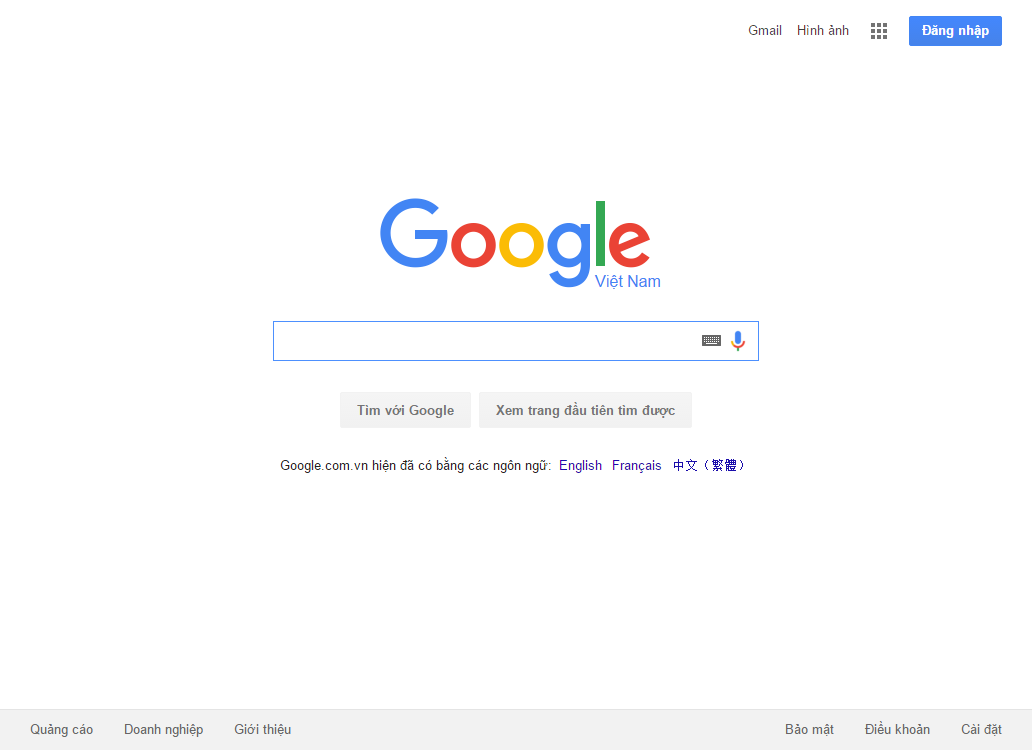 Gmail Hình ảnh Đăng nhập
Google
Việt Nam
Tìm với Google Xem trang đầu tiên tìm được
Google.com.vn hiện đã có bằng các ngôn ngữ: English Français 中文（繁體）
Quảng cáo Doanh nghiệp Giới thiệu Bảo mật Điều khoản Cài đặt